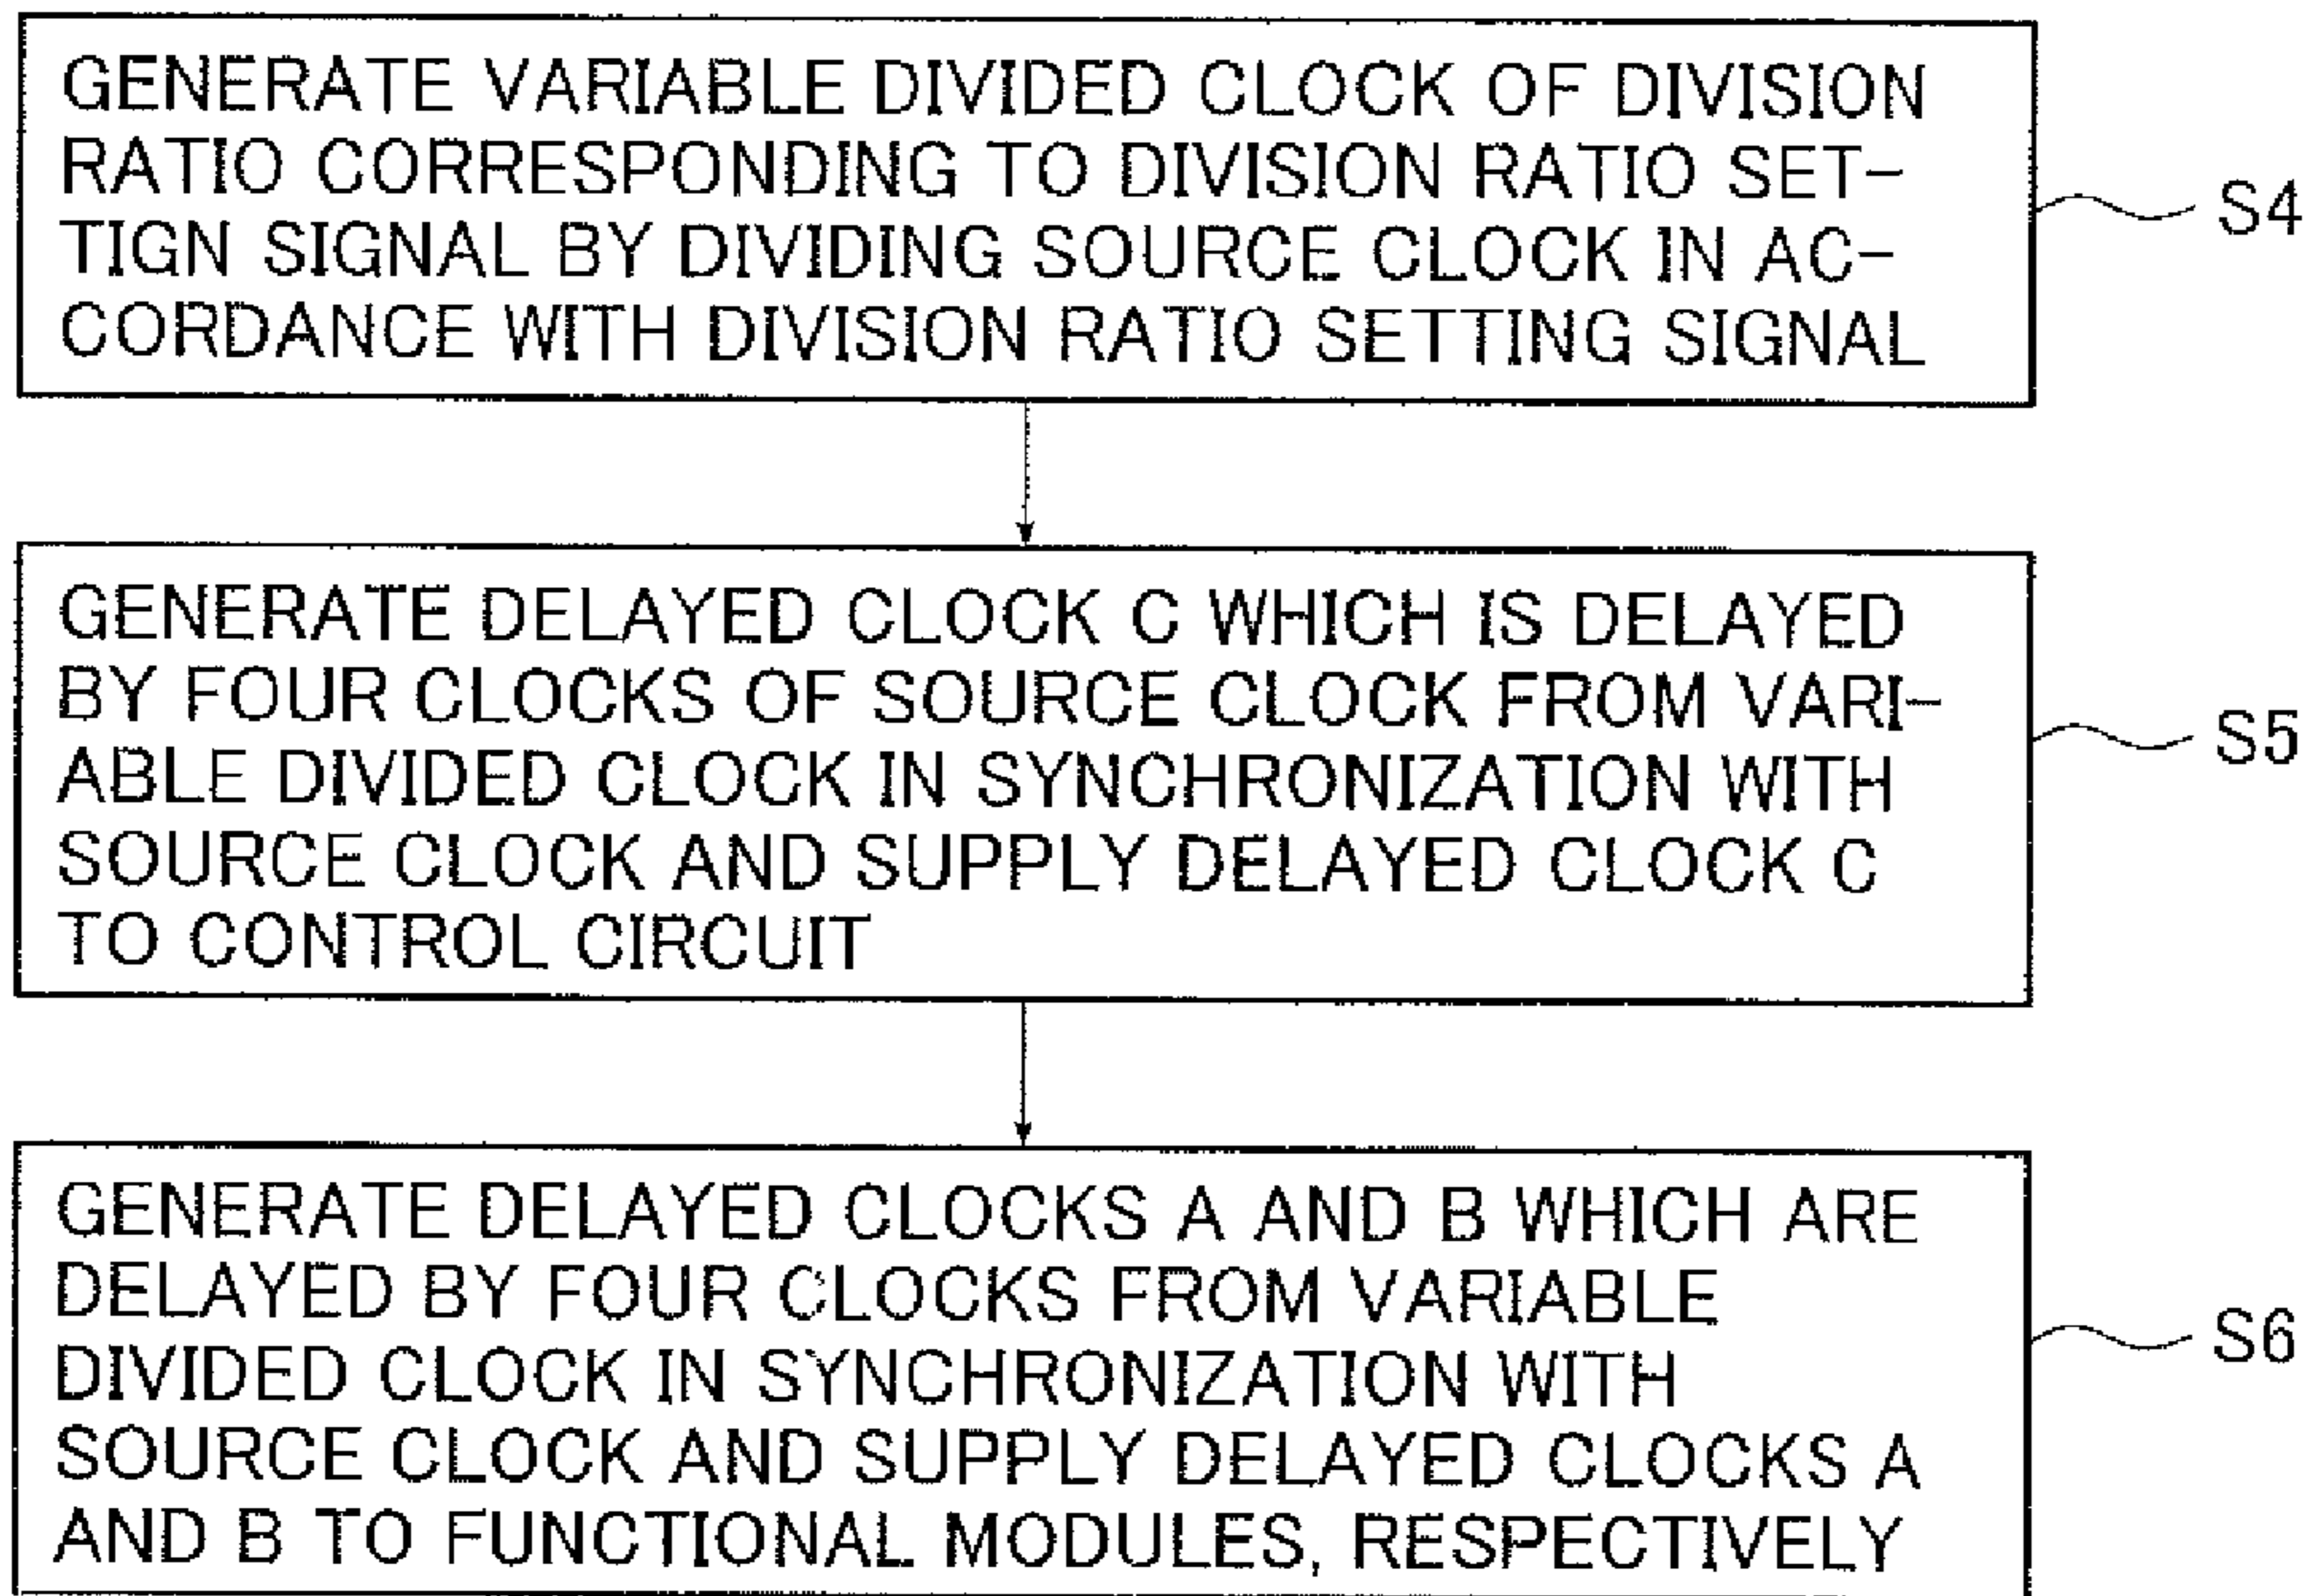 GENERATE VARIABLE DIVIDED CLOCK OF DIVISION
RATIO CORRESPONDING TO DIVISION RATIO SET-
TIGN SIGNAL BY DIVIDING SOURCE CLOCK IN AC-
CORDANCE WITH DIVISION RATIO SETTING SIGNAL
S4
GENERATE DELAYED CLOCK C WHICH IS DELAYED
BY FOUR CLOCKS OF SOURCE CLOCK FROM VARI-
ABLE DIVIDED CLOCK IN SYNCHRONIZATION WITH
SOURCE CLOCK AND SUPPLY DELAYED CLOCK C
TO CONTROL CIRCUIT
S5
GENERATE DELAYED CLOCKS A AND B WHICH ARE
DELAYED BY FOUR CLOCKS FROM VARIABLE
DIVIDED CLOCK IN SYNCHRONIZATION WITH
SOURCE CLOCK AND SUPPLY DELAYED CLOCKS A
AND B TO FUNCTIONAL MODULES, RESPECTIVELY
S6